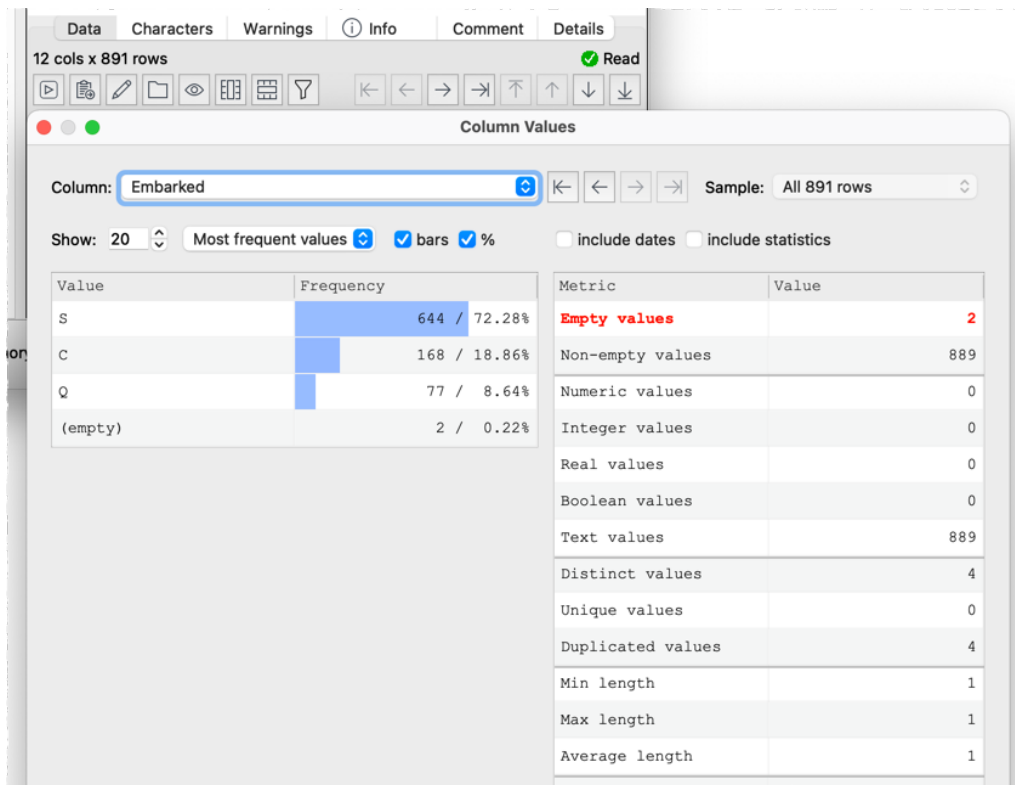 Data Characters Warnings Info Comment Details
12 cols x 891 rows Read
Column Values
Column: Embarked Sample: All 891 rows
Show: 20 Most frequent values bars % include dates include statistics
Value Frequency
S 644 / 72.28%
C 168 / 18.86%
Q 77 / 8.64%
(empty) 2 / 0.22%
Metric Value
Empty values 2
Non-empty values 889
Numeric values 0
Integer values 0
Real values 0
Boolean values 0
Text values 889
Distinct values 4
Unique values 0
Duplicated values 4
Min length 1
Max length 1
Average length 1